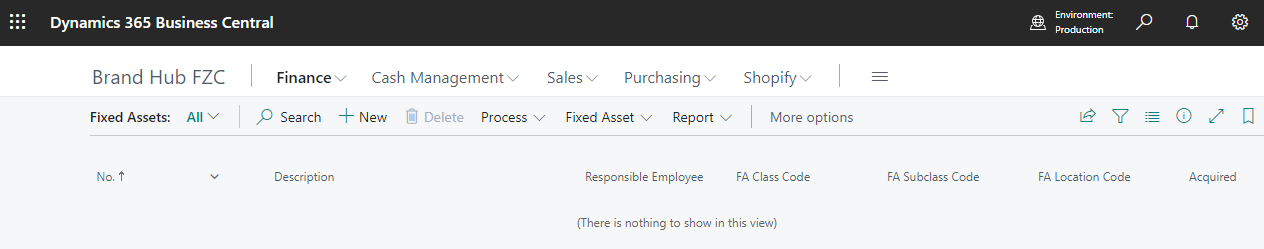 Dynamics 365 Business Central
Environment:
Production
Brand Hub FZC
Finance Cash Management Sales Purchasing Shopify
Fixed Assets: All Search New Delete Process Fixed Asset Report More options
No. ↑ Description Responsible Employee FA Class Code FA Subclass Code FA Location Code Acquired
(There is nothing to show in this view)